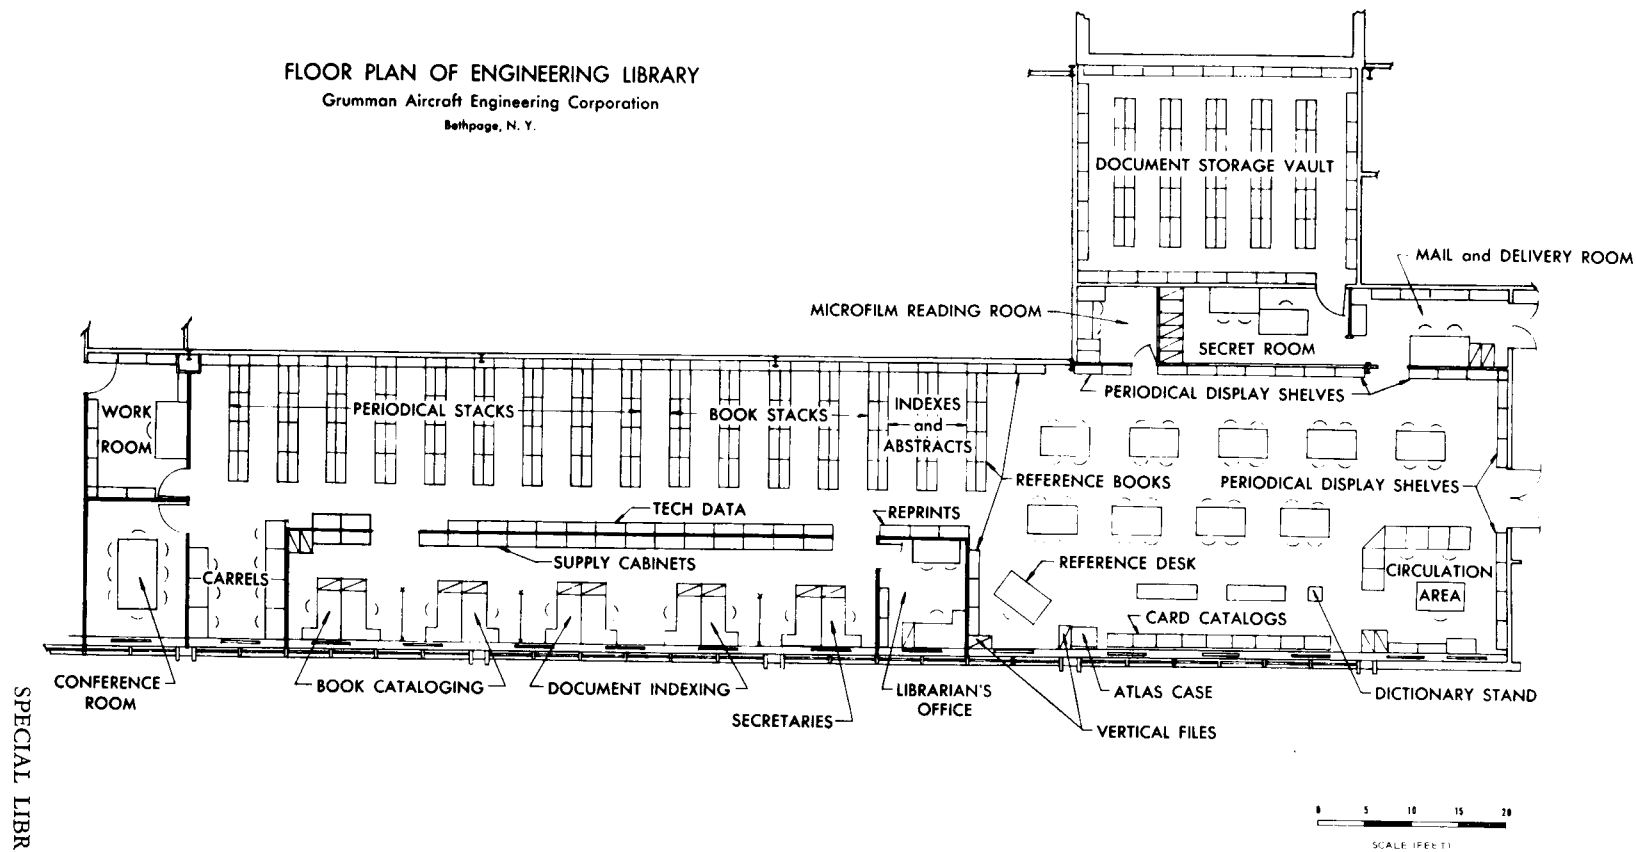 FLOOR PLAN OF ENGINEERING LIBRARY
Grumman Aircraft Engineering Corporation
Bethpage, N. Y.
DOCUMENT STORAGE VAULT
MAIL and DELIVERY ROOM
MICROFILM READING ROOM
SECRET ROOM
PERIODICAL DISPLAY SHELVES
WORK
ROOM
PERIODICAL STACKS
BOOK STACKS
INDEXES
and
ABSTRACTS
REFERENCE BOOKS
PERIODICAL DISPLAY SHELVES
TECH DATA
REPRINTS
SUPPLY CABINETS
REFERENCE DESK
CARRELS
CIRCULATION
AREA
CARD CATALOGS
CONFERENCE
ROOM
BOOK CATALOGING
DOCUMENT INDEXING
SECRETARIES
LIBRARIAN'S
OFFICE
ATLAS CASE
DICTIONARY STAND
VERTICAL FILES
SPECIAL LIBR
0 5 10 15 20
SCALE (FEET)